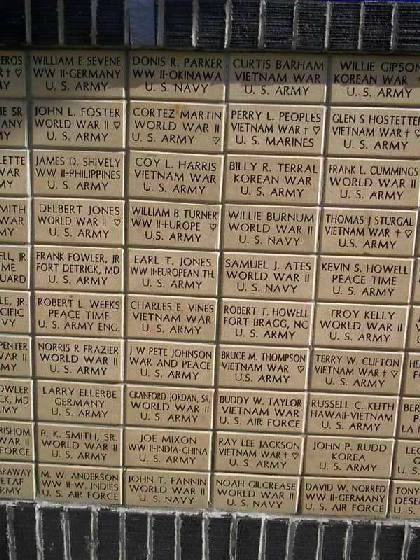 WILLIAM E SEVENE
WW II-GERMANY
U. S. ARMY
DONIS R. PARKER
WW II-OKINAWA
U. S. NAVY
CURTIS BARHAM
VIETNAM WAR
U. S. ARMY
WILLIE GIPSON
KOREAN WAR
U. S. ARMY
JOHN L. FOSTER
WORLD WAR II
U. S. ARMY
CORTEZ MARTIN
WORLD WAR II
U. S. ARMY ♡
PERRY L. PEOPLES
VIETNAM WAR † ♡
U. S. MARINES
GLEN S HOSTETTER
VIETNAM WAR †
U. S. ARMY
JAMES D. SHIVELY
WW II-PHILIPPINES
U. S. ARMY
COY L. HARRIS
VIETNAM WAR
U. S. ARMY
BILLY R. TERRAL
KOREAN WAR
U. S. ARMY
FRANK L. CUMMINGS
WORLD WAR II
U. S. ARMY
DELBERT JONES
WORLD WAR II ♡
U. S. ARMY
WILLIAM B TURNER
WW II-EUROPE ♡
U. S. ARMY
WILLIE BURNUM
WORLD WAR II
U. S. NAVY
THOMAS J STURGAL
VIETNAM WAR † ♡
U. S. ARMY
FRANK FOWLER, JR
FORT DETRICK, MD
U. S. ARMY
EARL T. JONES
WW II-EUROPEAN TH.
U. S. ARMY
SAMUEL J. ATES
WORLD WAR II
U. S. NAVY
KEVIN S. HOWELL
PEACE TIME
U. S. ARMY
ROBERT L. WEEKS
PEACE TIME
U. S. ARMY ENG.
CHARLES E. VINES
VIETNAM WAR
U. S. ARMY
ROBERT T. HOWELL
FORT BRAGG, NC
U. S. ARMY
TROY KELLY
WORLD WAR II
U. S. ARMY
NORRIS R FRAZIER
WORLD WAR II
U. S. ARMY
J W PETE JOHNSON
WAR AND PEACE
U. S. ARMY
BRUCE M. THOMPSON
VIETNAM WAR
U. S. ARMY
TERRY W. CLIFTON
VIETNAM WAR †
U. S. ARMY
LARRY ELLERBE
GERMANY
U. S. ARMY
CRANFORD JORDAN, SR.
WORLD WAR II
U. S. ARMY
BUDDY W. TAYLOR
VIETNAM WAR
U. S. AIR FORCE
RUSSELL C. KEITH
HAWAII-VIETNAM
U. S. ARMY
R. K. SMITH, SR.
WORLD WAR II
U. S. ARMY
JOE MIXON
WW II-INDIA-CHINA
U. S. ARMY
RAY LEE JACKSON
VIETNAM WAR †
U. S. ARMY
JOHN P. RUDD
KOREA
U. S. ARMY
M. W. ANDERSON
WW II-W. INDIES
U. S. AIR FORCE
JOHN T. FANNIN
WORLD WAR II
U. S. NAVY
NOAH GILCREASE
WORLD WAR II
U. S. NAVY
DAVID W. NORRED
WW II-GERMANY
U. S. ARMY